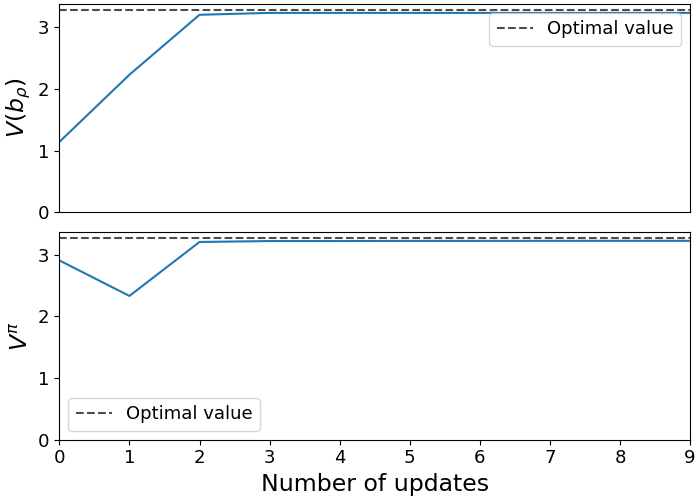 3
2
1
0
V(b_ρ)
Optimal value
3
2
1
0
V^π
Optimal value
0 1 2 3 4 5 6 7 8 9
Number of updates